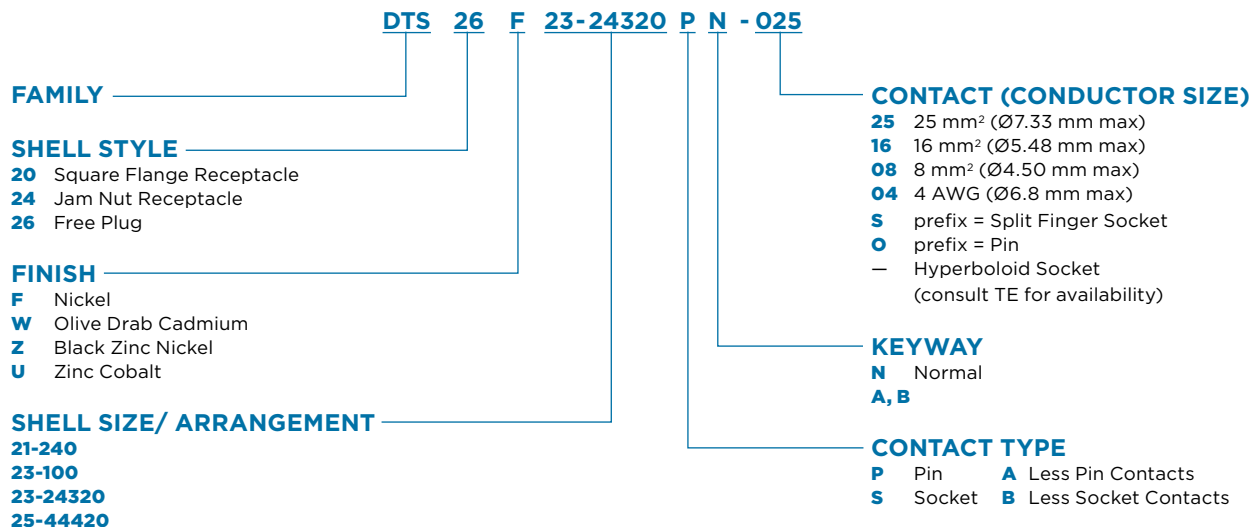 DTS 26 F 23-24320 P N - 025
FAMILY
SHELL STYLE
20 Square Flange Receptacle
24 Jam Nut Receptacle
26 Free Plug
FINISH
F Nickel
W Olive Drab Cadmium
Z Black Zinc Nickel
U Zinc Cobalt
SHELL SIZE/ ARRANGEMENT
21-240
23-100
23-24320
25-44420
CONTACT (CONDUCTOR SIZE)
25 25 mm² (Ø7.33 mm max)
16 16 mm² (Ø5.48 mm max)
08 8 mm² (Ø4.50 mm max)
04 4 AWG (Ø6.8 mm max)
S prefix = Split Finger Socket
O prefix = Pin
— Hyperboloid Socket
(consult TE for availability)
KEYWAY
N Normal
A, B
CONTACT TYPE
P Pin A Less Pin Contacts
S Socket B Less Socket Contacts